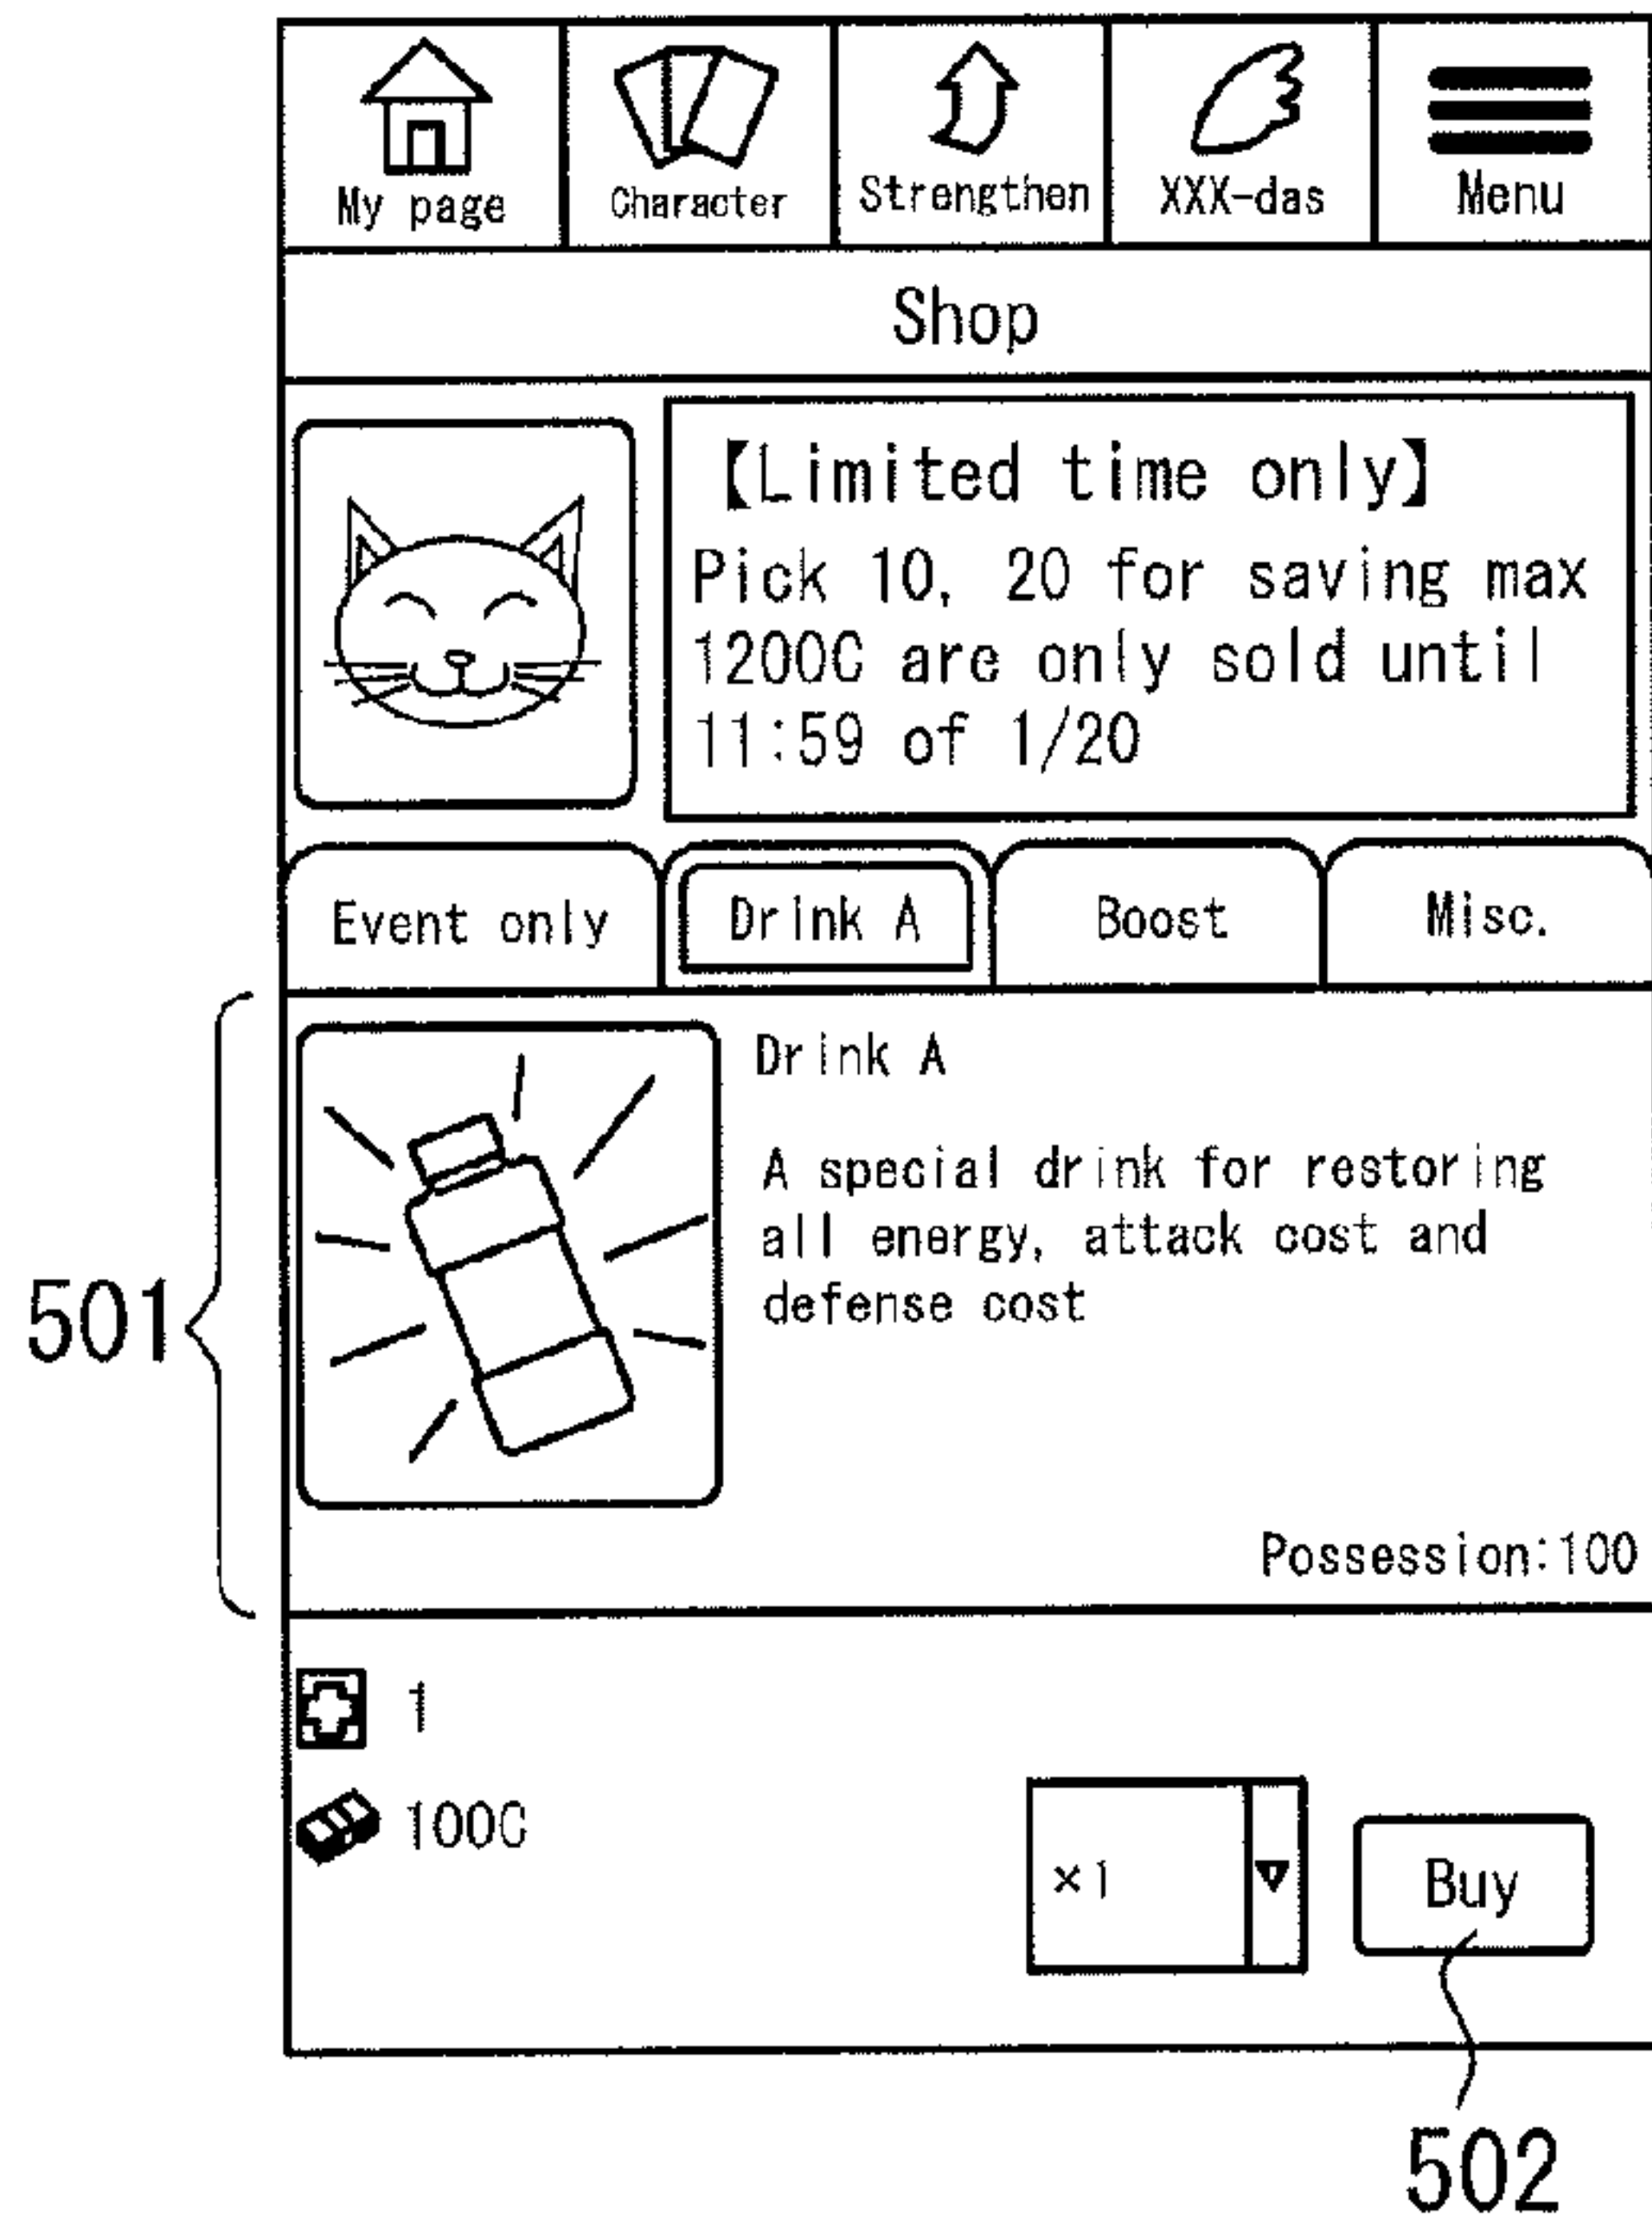 My page
Character
Strengthen
XXX-das
Menu
Shop
【Limited time only】
Pick 10, 20 for saving max
1200C are only sold until
11:59 of 1/20
Event only
Drink A
Boost
Misc.
501
Drink A
A special drink for restoring
all energy, attack cost and
defense cost
Possession:100
1
100C
×1
Buy
502